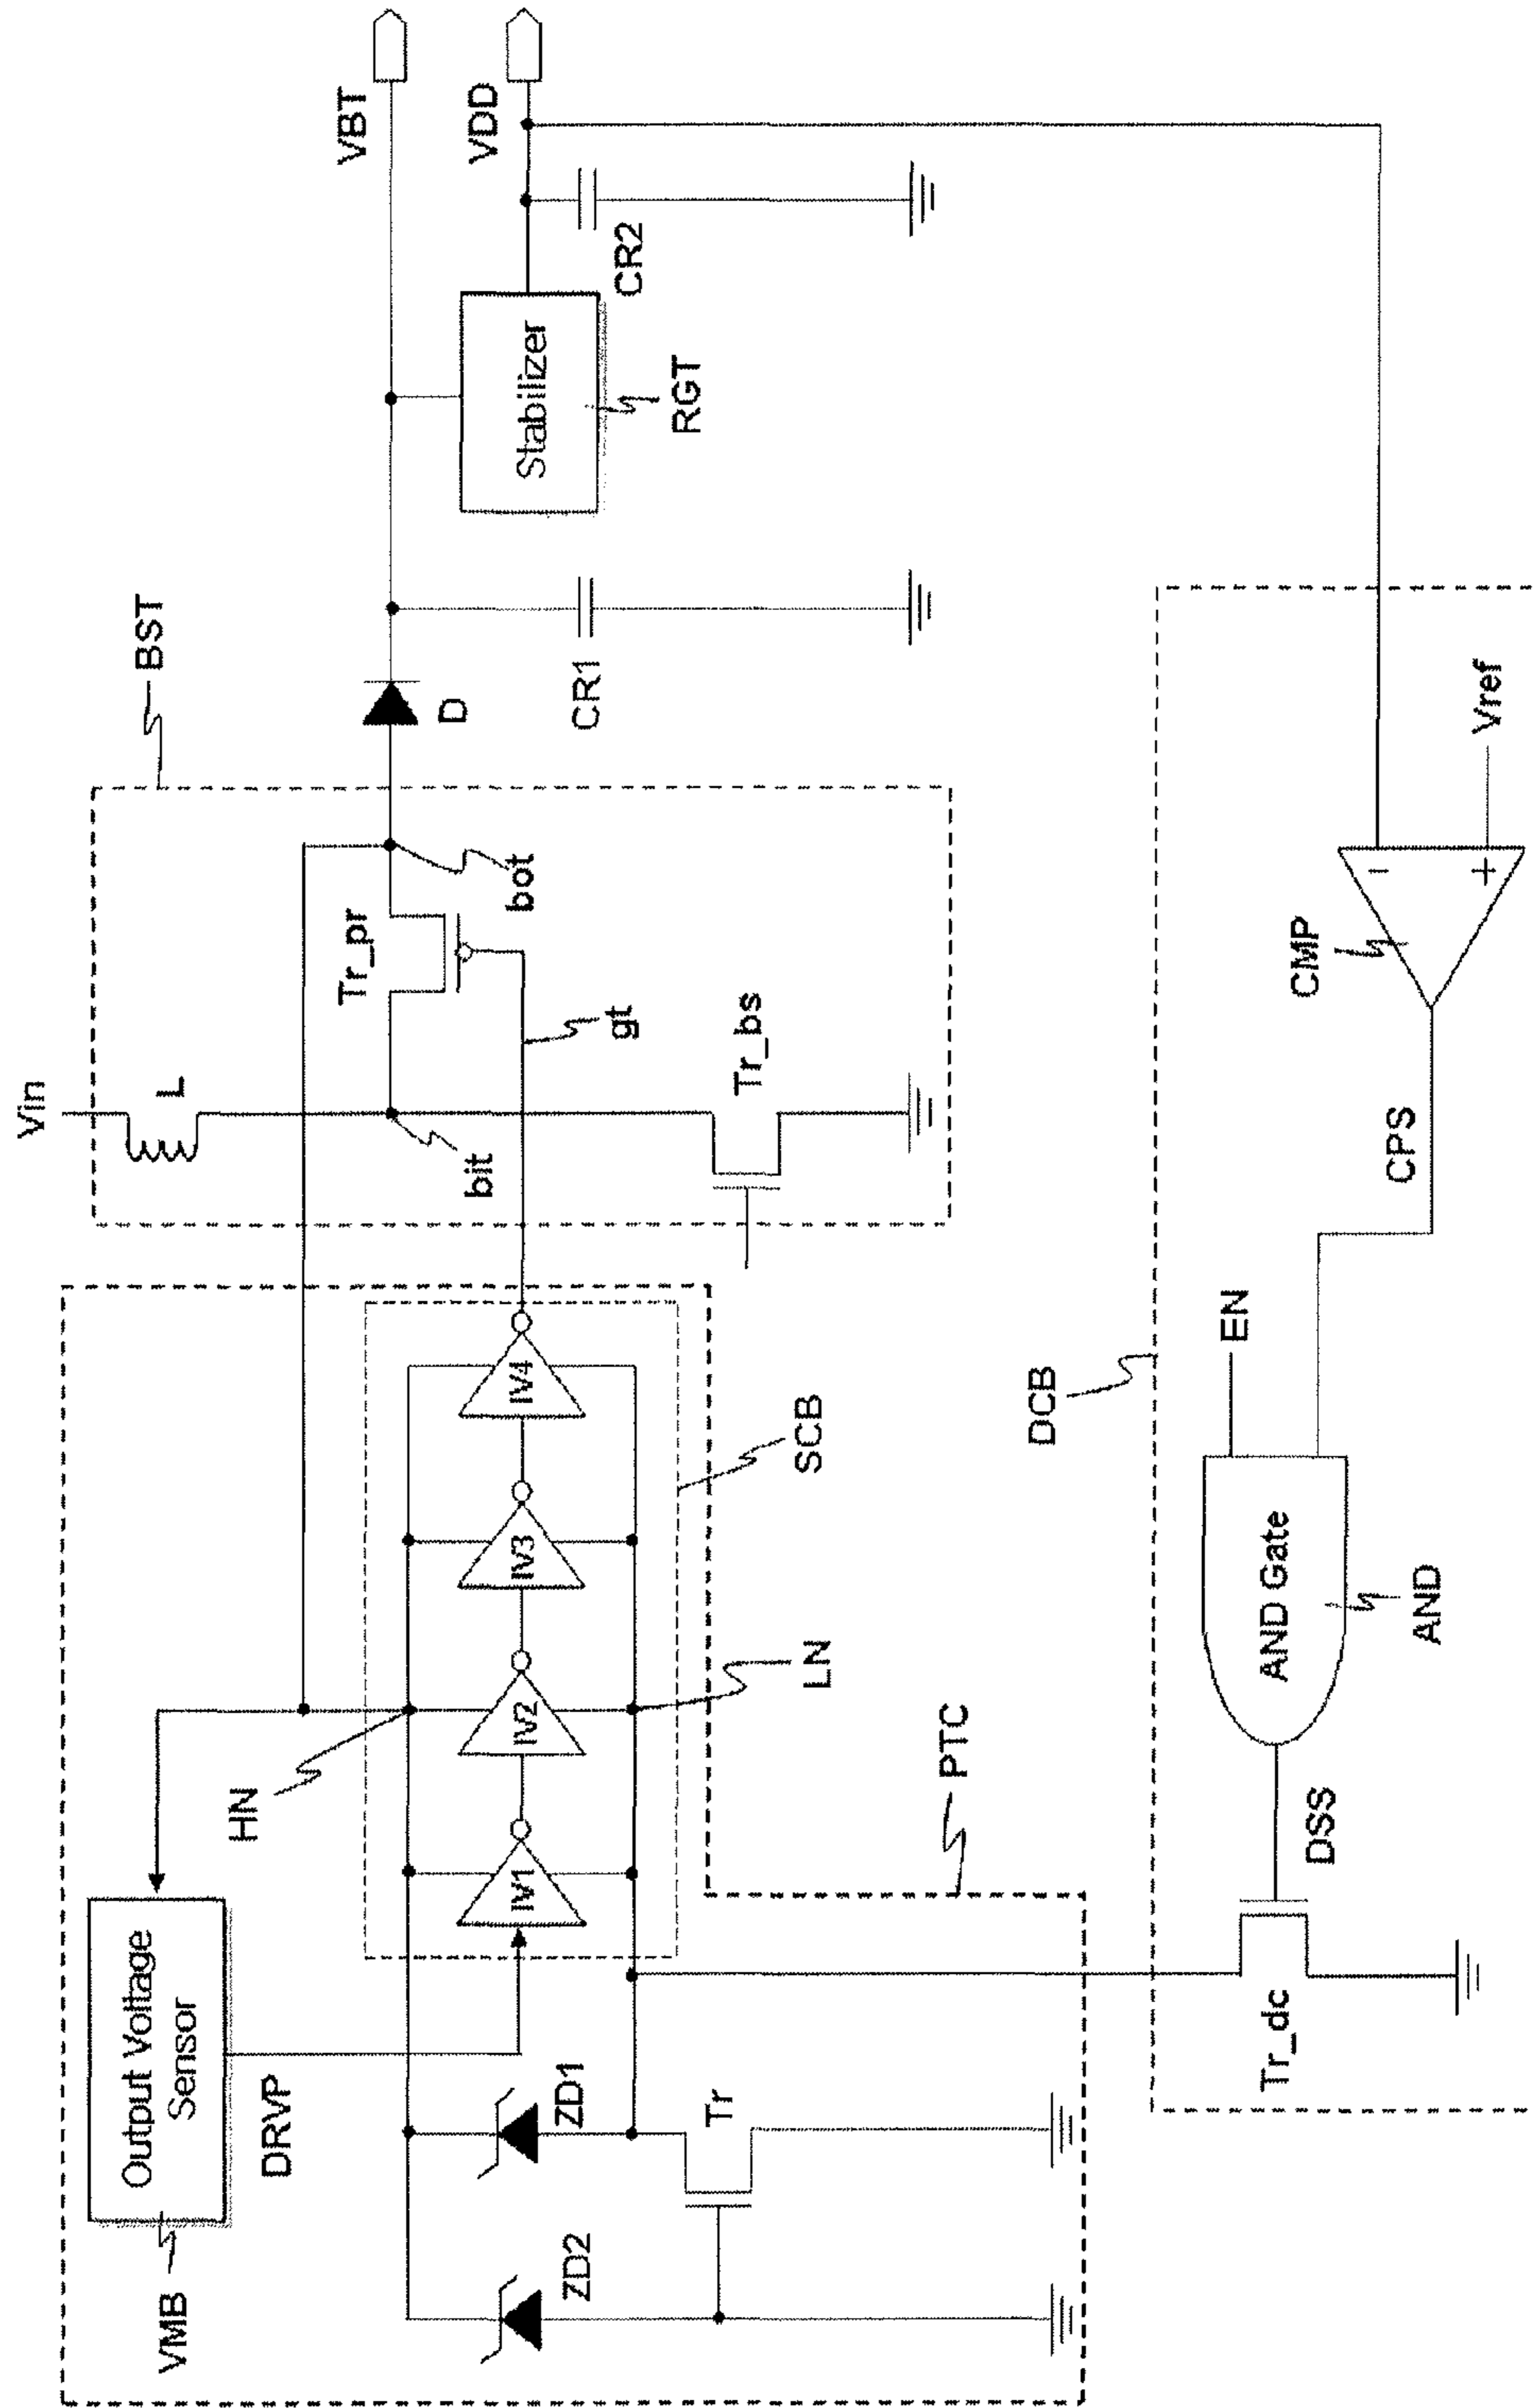 Vin
L
BST
VBT
VDD
Tr_pr
bot
bit
gt
Tr_bs
D
CR1
Stabilizer
RGT
CR2
Output Voltage
Sensor
VMB
DRVP
HN
IV1
IV2
IV3
IV4
SCB
LN
ZD2
ZD1
Tr
PTC
DCB
EN
AND Gate
AND
DSS
Tr_dc
CPS
CMP
-
+
Vref